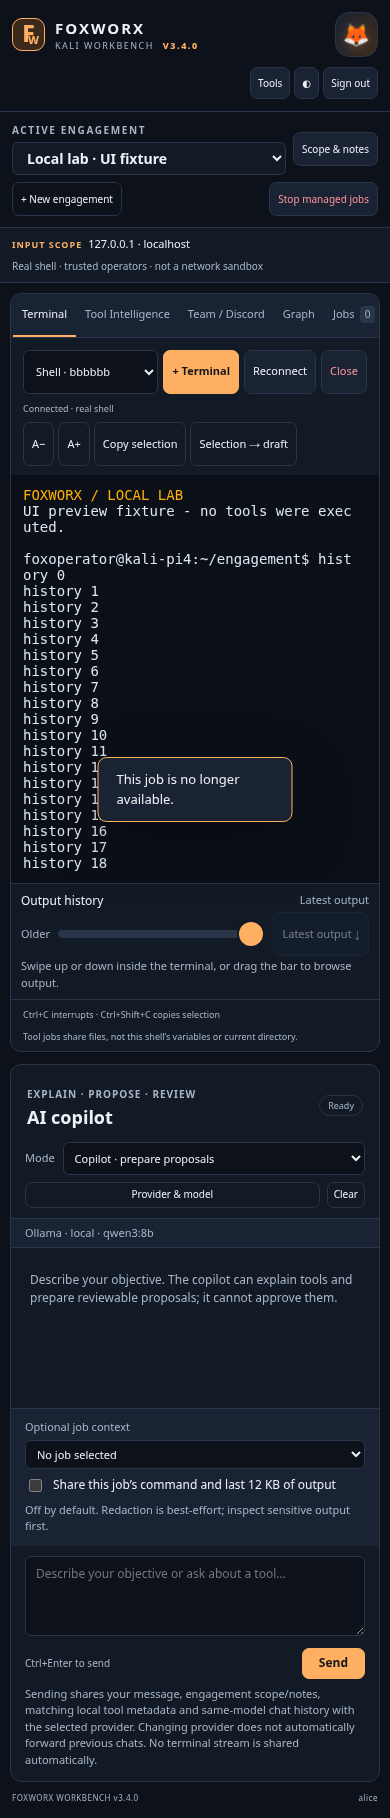 FW
FOXWORX
KALI WORKBENCH v3.4.0
Tools
Sign out
ACTIVE ENGAGEMENT
Local lab · UI fixture
Scope & notes
+ New engagement
Stop managed jobs
INPUT SCOPE 127.0.0.1 · localhost
Real shell · trusted operators · not a network sandbox
Terminal Tool Intelligence Team / Discord Graph Jobs 0
Shell · bbbbbb
+ Terminal
Reconnect
Close
Connected · real shell
A−
A+
Copy selection
Selection → draft
FOXWORX / LOCAL LAB
UI preview fixture - no tools were exec
uted.
foxoperator@kali-pi4:~/engagement$ hist
ory 0
history 1
history 2
history 3
history 4
history 5
history 6
history 7
history 8
history 9
history 10
history 11
history 1
history 1
history 1
history 1
history 16
history 17
history 18
This job is no longer
available.
Output history
Latest output
Older
Latest output ↓
Swipe up or down inside the terminal, or drag the bar to browse
output.
Ctrl+C interrupts · Ctrl+Shift+C copies selection
Tool jobs share files, not this shell's variables or current directory.
EXPLAIN · PROPOSE · REVIEW
AI copilot
Ready
Mode
Copilot · prepare proposals
Provider & model
Clear
Ollama · local · qwen3:8b
Describe your objective. The copilot can explain tools and
prepare reviewable proposals; it cannot approve them.
Optional job context
No job selected
Share this job's command and last 12 KB of output
Off by default. Redaction is best-effort; inspect sensitive output
first.
Describe your objective or ask about a tool...
Ctrl+Enter to send
Send
Sending shares your message, engagement scope/notes,
matching local tool metadata and same-model chat history with
the selected provider. Changing provider does not automatically
forward previous chats. No terminal stream is shared
automatically.
FOXWORX WORKBENCH v3.4.0
alice